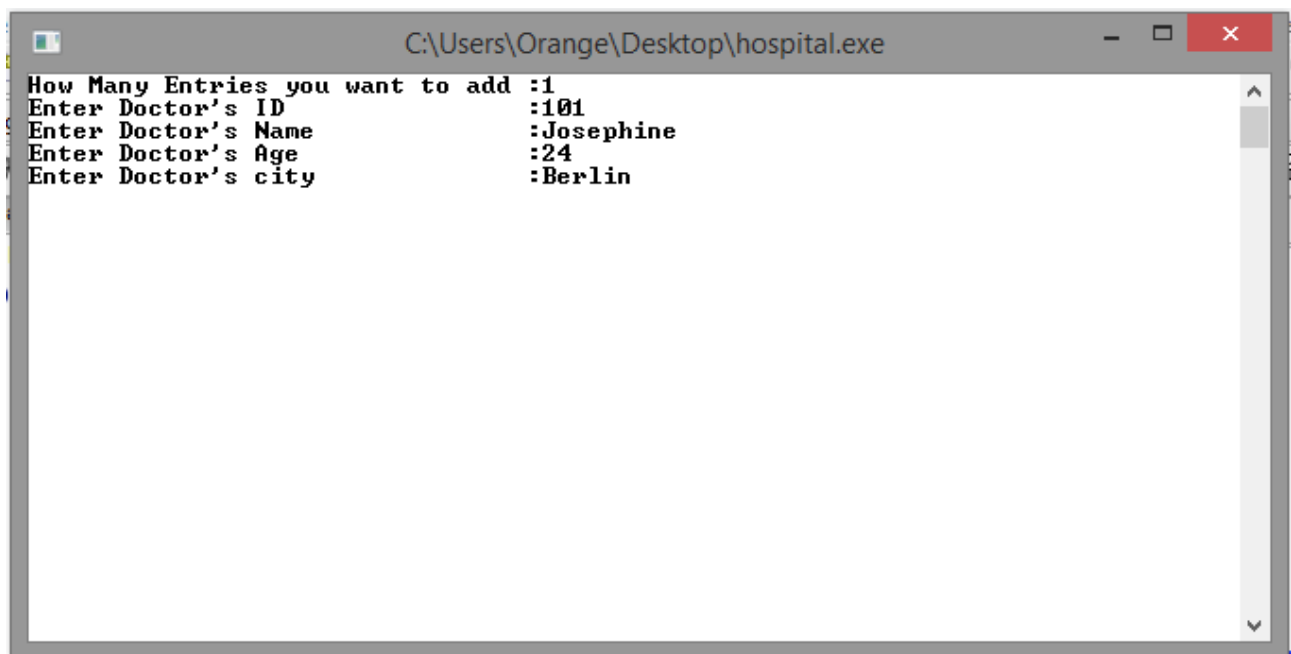 C:\Users\Orange\Desktop\hospital.exe
How Many Entries you want to add :1
Enter Doctor's ID :101
Enter Doctor's Name :Josephine
Enter Doctor's Age :24
Enter Doctor's city :Berlin